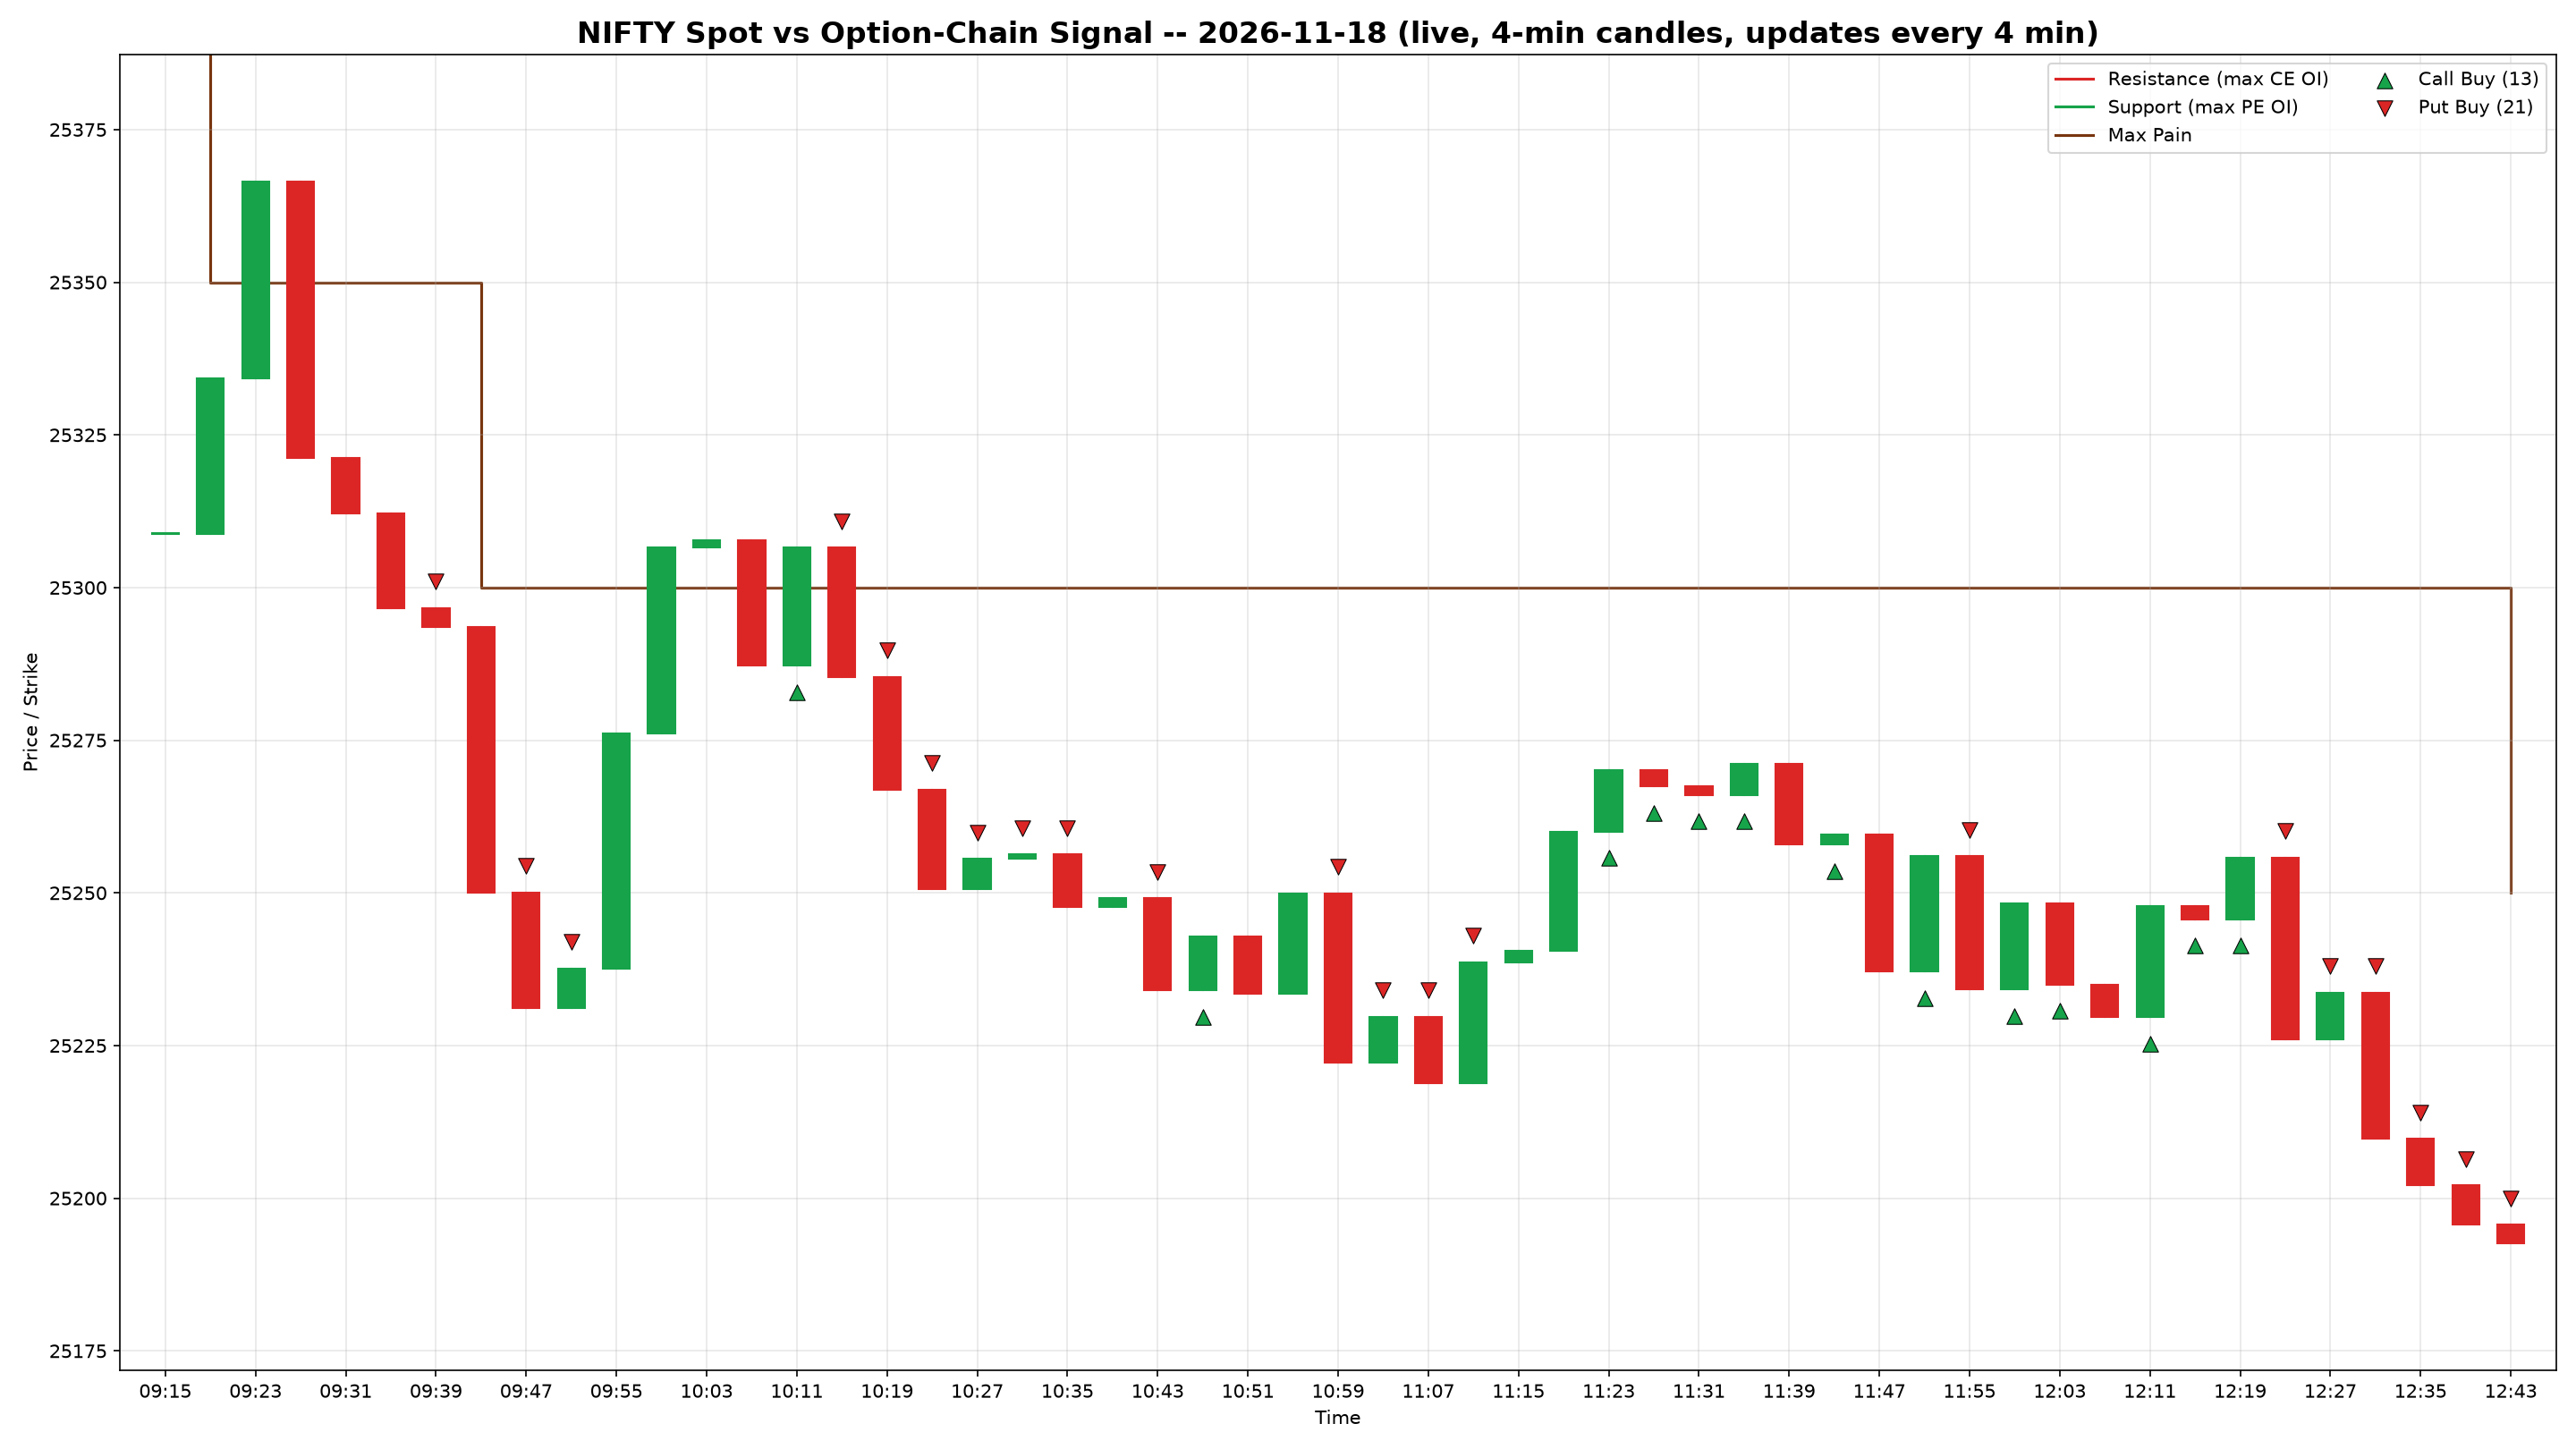 NIFTY Spot vs Option-Chain Signal -- 2026-11-18 (live, 4-min candles, updates every 4 min)
Resistance (max CE OI)
Support (max PE OI)
Max Pain
Call Buy (13)
Put Buy (21)
Price / Strike
25375
25350
25325
25300
25275
25250
25225
25200
25175
09:15 09:23 09:31 09:39 09:47 09:55 10:03 10:11 10:19 10:27 10:35 10:43 10:51 10:59 11:07 11:15 11:23 11:31 11:39 11:47 11:55 12:03 12:11 12:19 12:27 12:35 12:43
Time